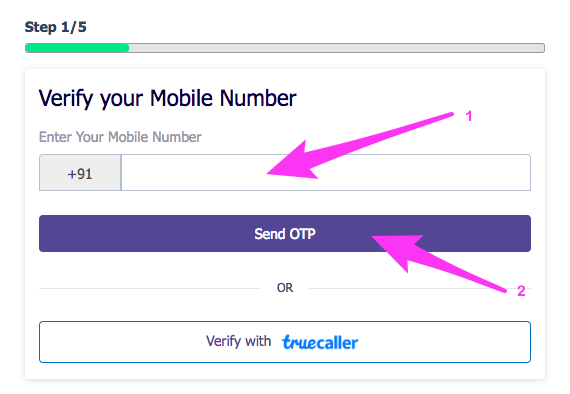 Step 1/5
Verify your Mobile Number
1
Enter Your Mobile Number
+91
Send OTP
OR
2
Verify with truecaller